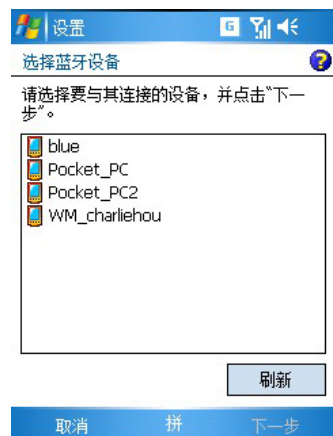 设置
G
选择蓝牙设备
?
请选择要与其连接的设备，并点击"下一
步"。
blue
Pocket_PC
Pocket_PC2
WM_charliehou
刷新
取消 拼 下一步